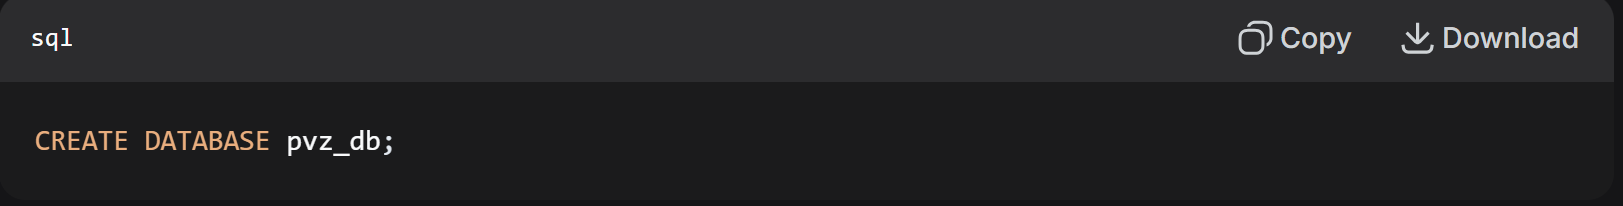 sql
Copy
Download
CREATE DATABASE pvz_db;